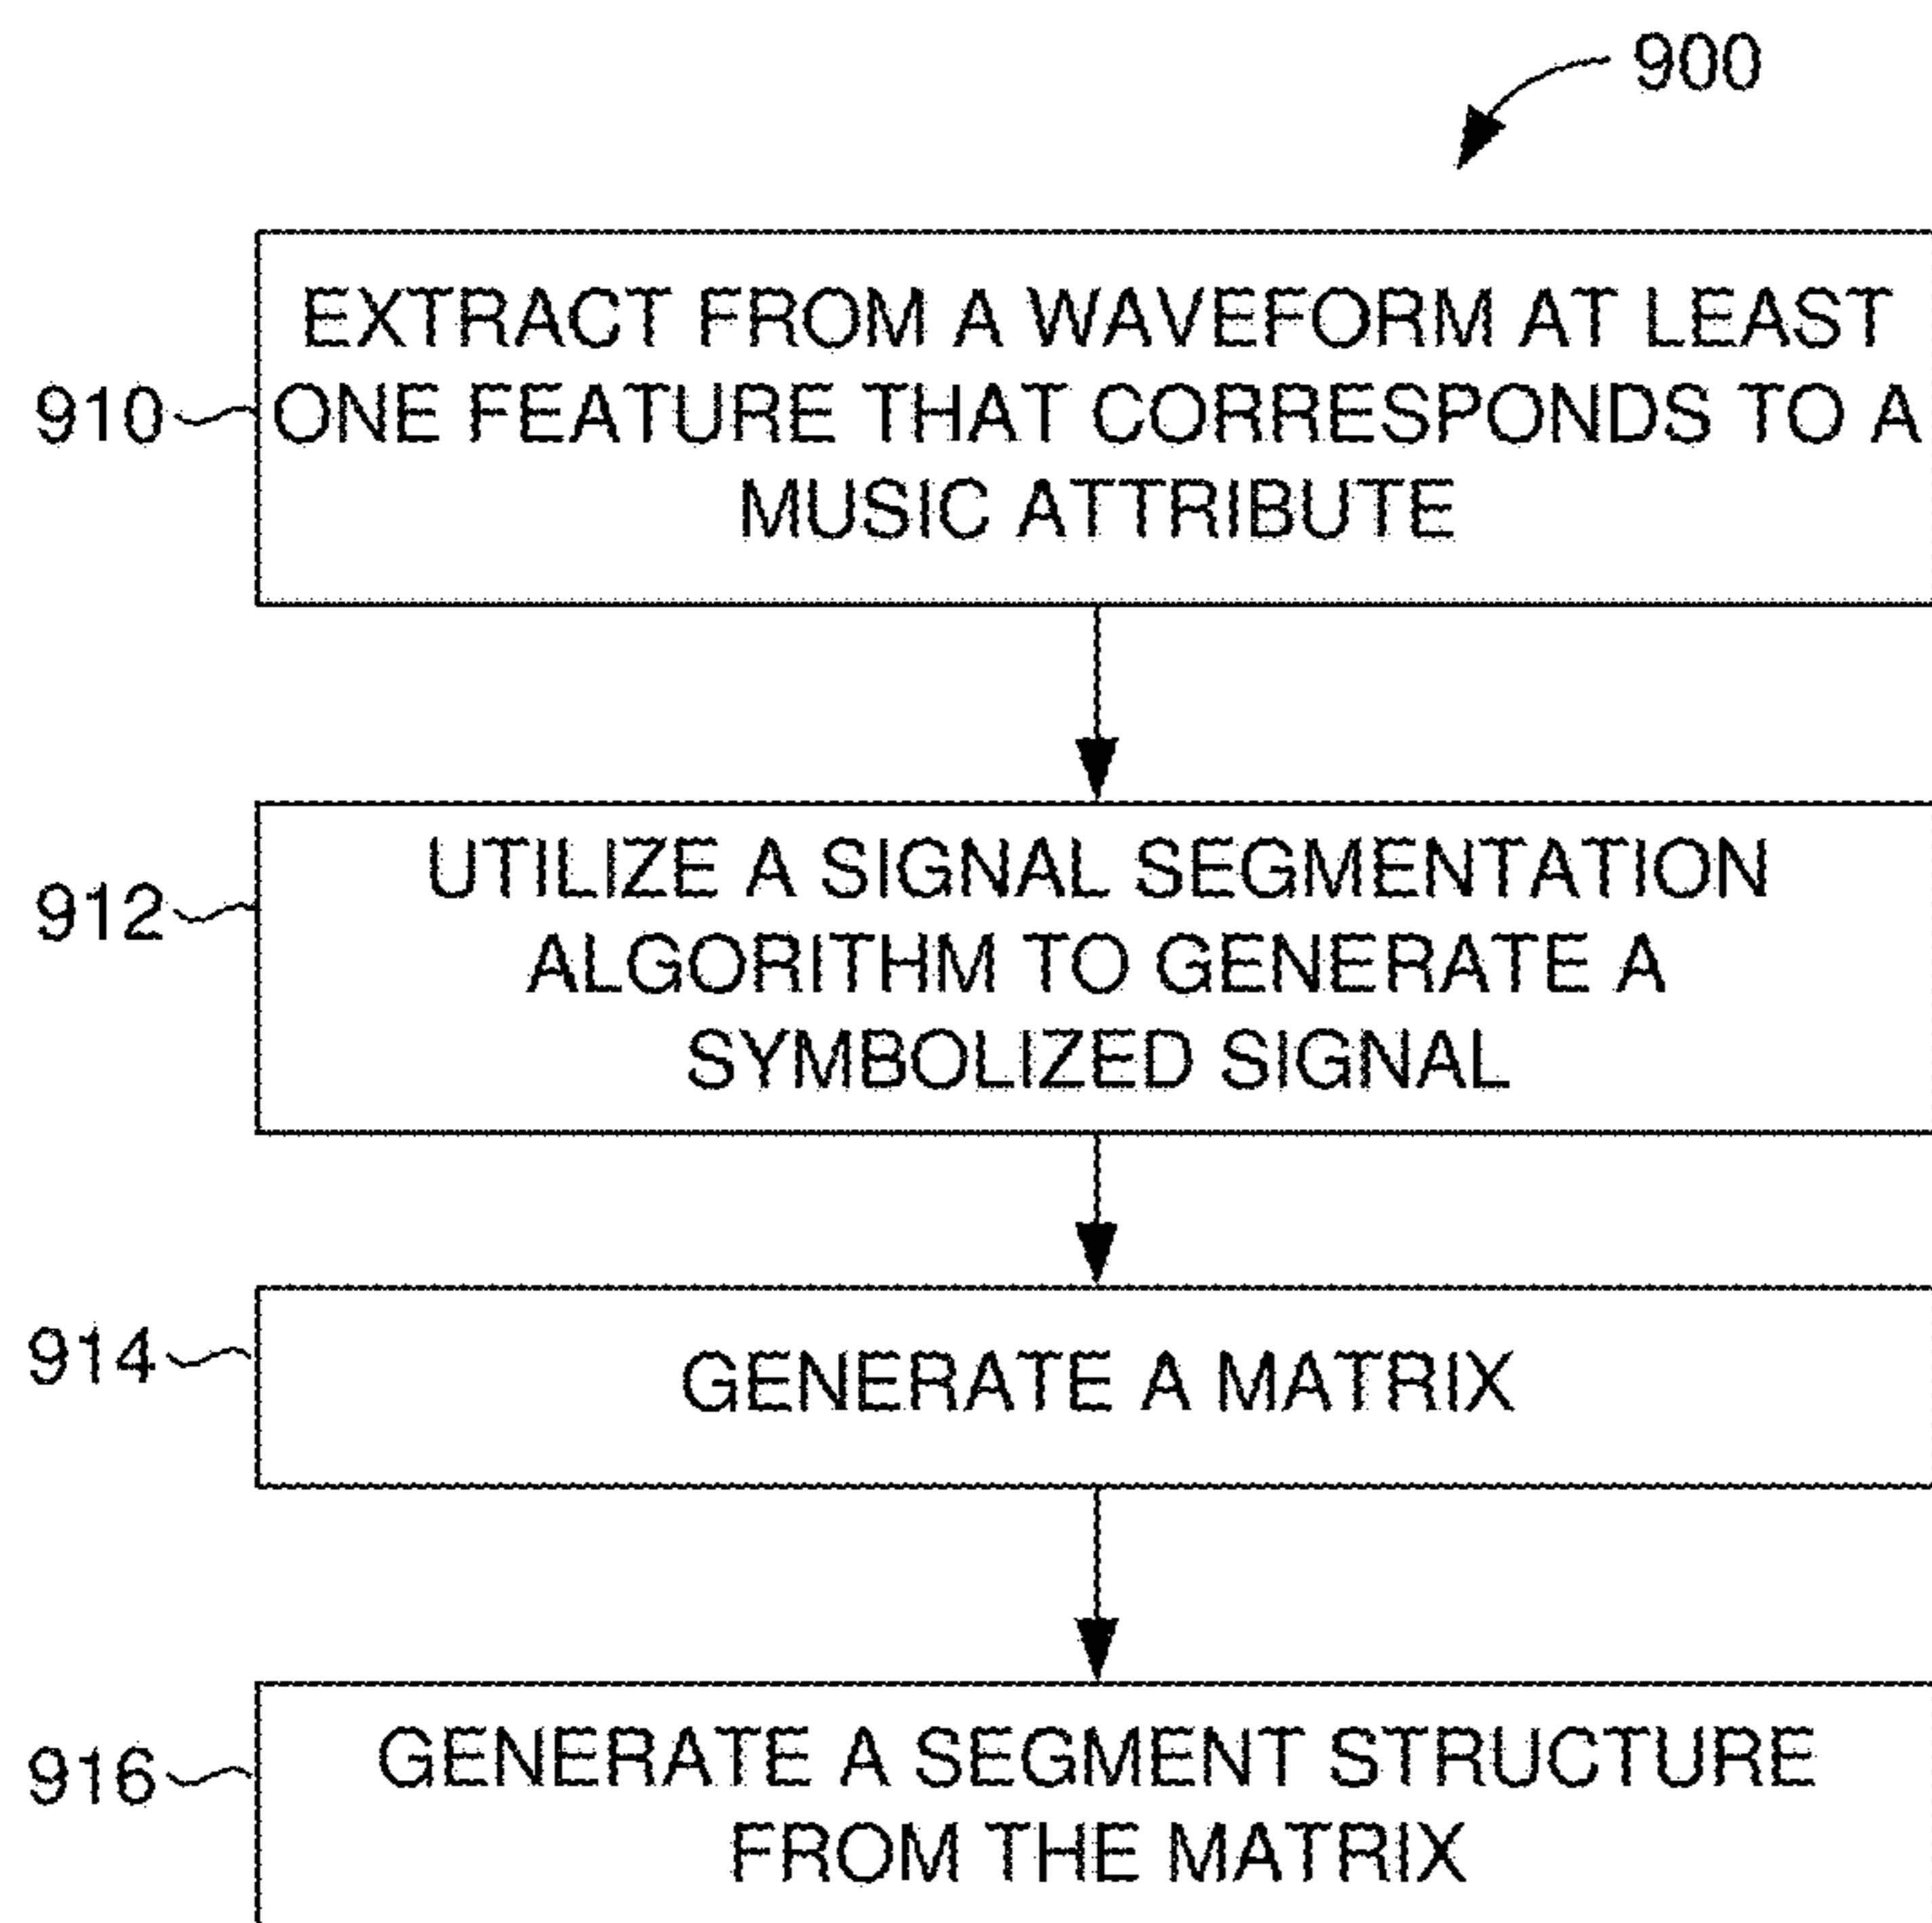 900
EXTRACT FROM A WAVEFORM AT LEAST
910
ONE FEATURE THAT CORRESPONDS TO A
MUSIC ATTRIBUTE
UTILIZE A SIGNAL SEGMENTATION
912
ALGORITHM TO GENERATE A
SYMBOLIZED SIGNAL
914
GENERATE A MATRIX
916
GENERATE A SEGMENT STRUCTURE
FROM THE MATRIX